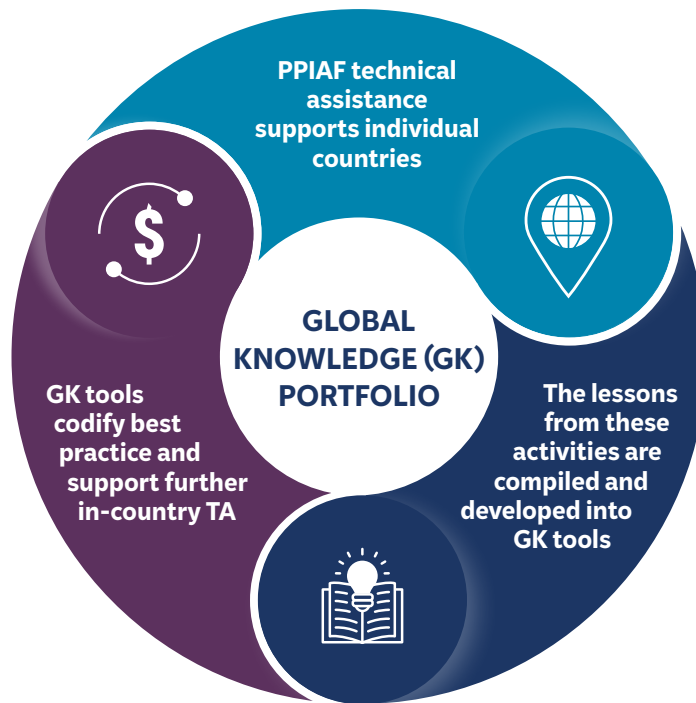 PPIAF technical
assistance
supports individual
countries
$
GLOBAL
KNOWLEDGE (GK)
PORTFOLIO
GK tools
codify best
practice and
support further
in-country TA
The lessons
from these
activities are
compiled and
developed into
GK tools